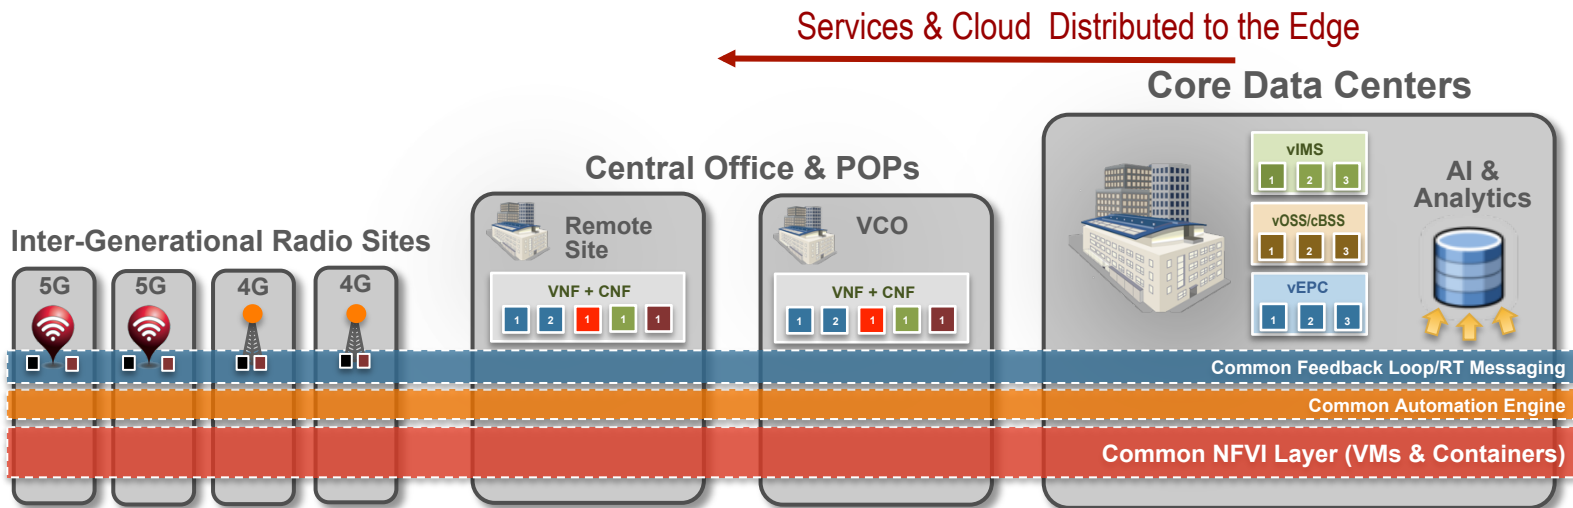 Services & Cloud  Distributed to the Edge
Core Data Centers
Central Office & POPs
Inter-Generational Radio Sites
5G
5G
4G
4G
Remote
Site
VNF + CNF
1 2 1 1 1
VCO
VNF + CNF
1 2 1 1 1
vIMS
1 2 3
vOSS/cBSS
1 2 3
vEPC
1 2 3
AI &
Analytics
Common Feedback Loop/RT Messaging
Common Automation Engine
Common NFVI Layer (VMs & Containers)